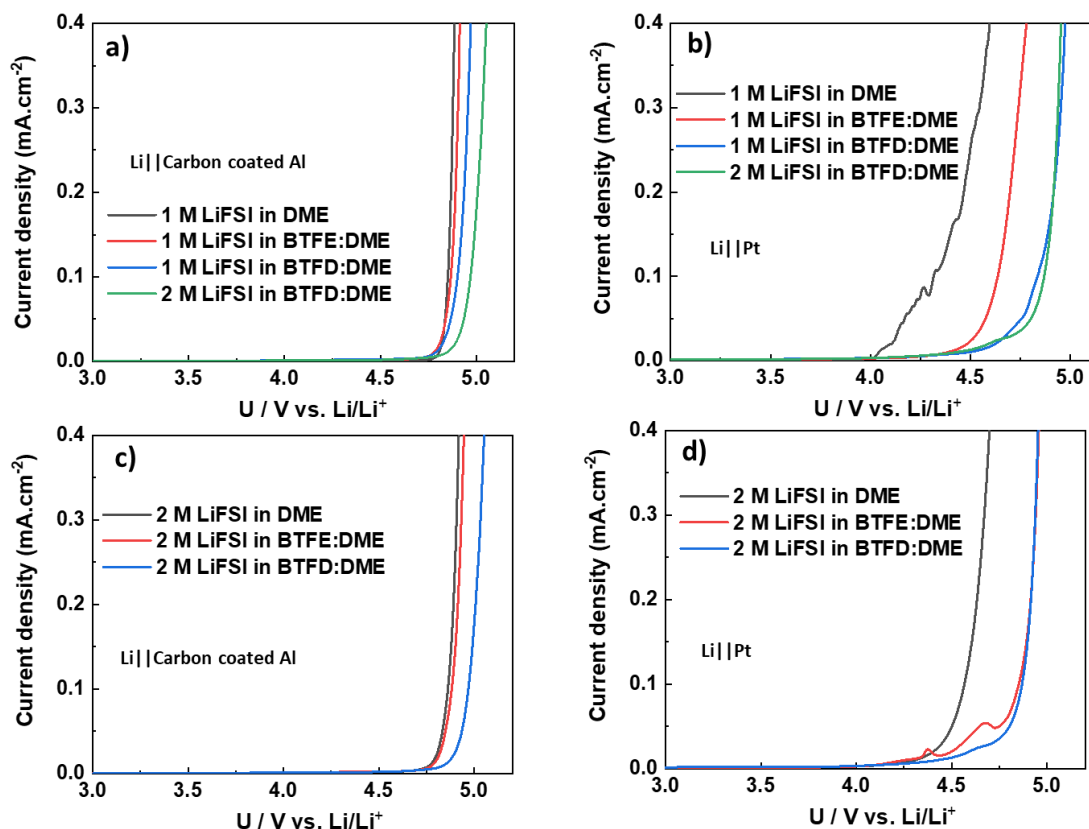 a)
Current density (mA.cm-2)
0.4
0.3
0.2
0.1
0.0
Li||Carbon coated Al
1 M LiFSI in DME
1 M LiFSI in BTFE:DME
1 M LiFSI in BTFD:DME
2 M LiFSI in BTFD:DME
3.0 3.5 4.0 4.5 5.0
U / V vs. Li/Li+
b)
Current density (mA.cm-2)
0.4
0.3
0.2
0.1
0.0
1 M LiFSI in DME
1 M LiFSI in BTFE:DME
1 M LiFSI in BTFD:DME
2 M LiFSI in BTFD:DME
Li||Pt
3.0 3.5 4.0 4.5 5.0
U / V vs. Li/Li+
c)
Current density (mA.cm-2)
0.4
0.3
0.2
0.1
0.0
2 M LiFSI in DME
2 M LiFSI in BTFE:DME
2 M LiFSI in BTFD:DME
Li||Carbon coated Al
3.0 3.5 4.0 4.5 5.0
U / V vs. Li/Li+
d)
Current density (mA.cm-2)
0.4
0.3
0.2
0.1
0.0
2 M LiFSI in DME
2 M LiFSI in BTFE:DME
2 M LiFSI in BTFD:DME
Li||Pt
3.0 3.5 4.0 4.5 5.0
U / V vs. Li/Li+